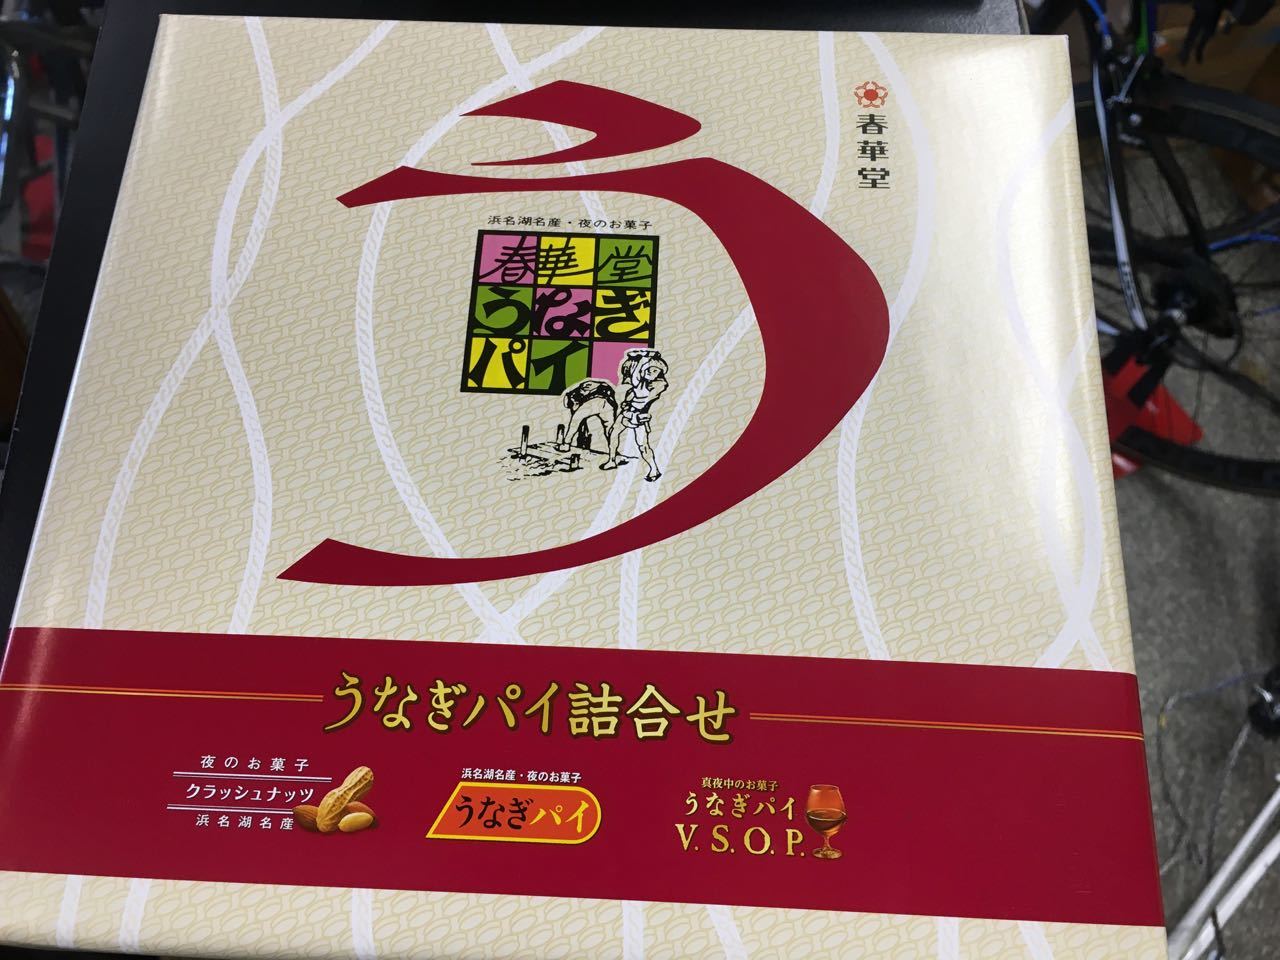 う
春華堂
浜名湖名産・夜のお菓子
春華堂
うなぎ
パイ
うなぎパイ詰合せ
夜のお菓子
クラッシュナッツ
浜名湖名産
浜名湖名産・夜のお菓子
うなぎパイ
真夜中のお菓子
うなぎパイ
V.S.O.P.